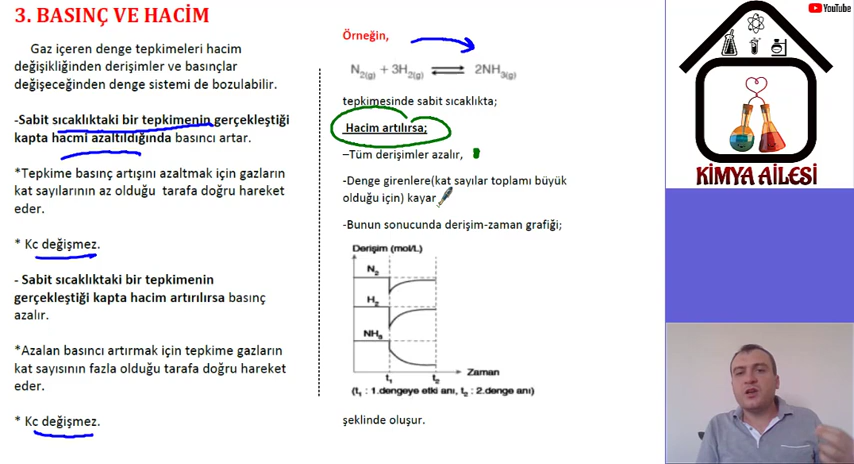 3. BASINÇ VE HACİM
Gaz içeren denge tepkimeleri hacim
değişikliğinden derişimler ve basınçlar
değişeceğinden denge sistemi de bozulabilir.
-Sabit sıcaklıktaki bir tepkimenin gerçekleştiği
kapta hacmi azaltıldığında basıncı artar.
*Tepkime basınç artışını azaltmak için gazların
kat sayılarının az olduğu tarafa doğru hareket
eder.
* Kc değişmez.
- Sabit sıcaklıktaki bir tepkimenin
gerçekleştiği kapta hacim artırılırsa basınç
azalır.
*Azalan basıncı artırmak için tepkime gazların
kat sayısının fazla olduğu tarafa doğru hareket
eder.
* Kc değişmez.
Örneğin,
N2(g) + 3H2(g) ⇌ 2NH3(g)
tepkimesinde sabit sıcaklıkta;
Hacim artılırsa;
–Tüm derişimler azalır,
-Denge girenlere(kat sayılar toplamı büyük
olduğu için) kayar
-Bunun sonucunda derişim-zaman grafiği;
Derişim (mol/L)
N2
H2
NH3
Zaman
t1 t2
(t1 : 1.dengeye etki anı, t2 : 2.denge anı)
şeklinde oluşur.
YouTube
KİMYA AİLESİ